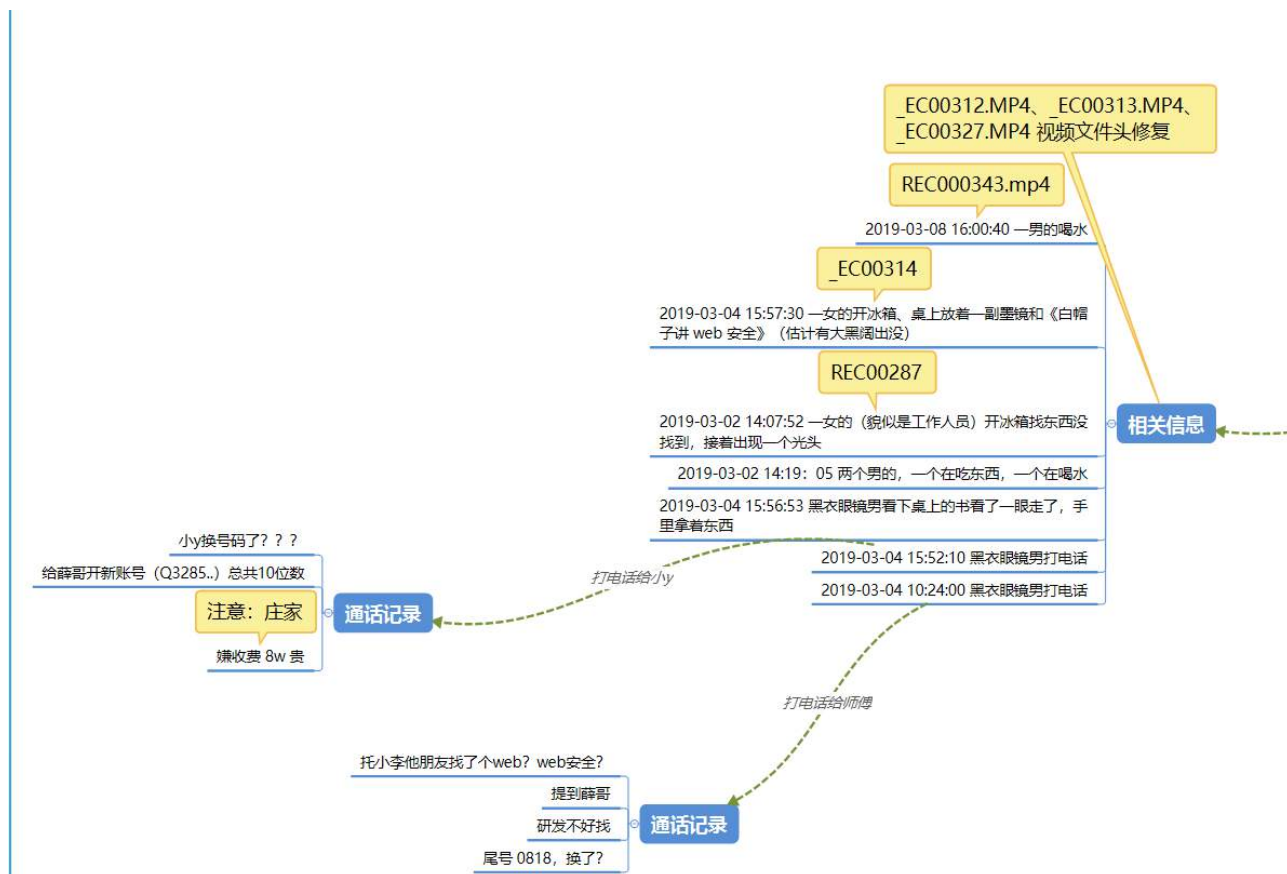 _EC00312.MP4、_EC00313.MP4、
_EC00327.MP4 视频文件头修复
REC000343.mp4
2019-03-08 16:00:40 一男的喝水
_EC00314
2019-03-04 15:57:30 一女的开冰箱、桌上放着一副墨镜和《白帽
子讲 web 安全》（估计有大黑阔出没）
REC00287
2019-03-02 14:07:52 一女的（貌似是工作人员）开冰箱找东西没
找到，接着出现一个光头
相关信息
2019-03-02 14:19：05 两个男的，一个在吃东西，一个在喝水
2019-03-04 15:56:53 黑衣眼镜男看下桌上的书看了一眼走了，手
里拿着东西
2019-03-04 15:52:10 黑衣眼镜男打电话
2019-03-04 10:24:00 黑衣眼镜男打电话
打电话给小y
小y换号码了？？？
给薛哥开新账号（Q3285..）总共10位数
注意：庄家
通话记录
嫌收费 8w 贵
打电话给师傅
托小李他朋友找了个web？web安全？
提到薛哥
研发不好找
通话记录
尾号 0818，换了？